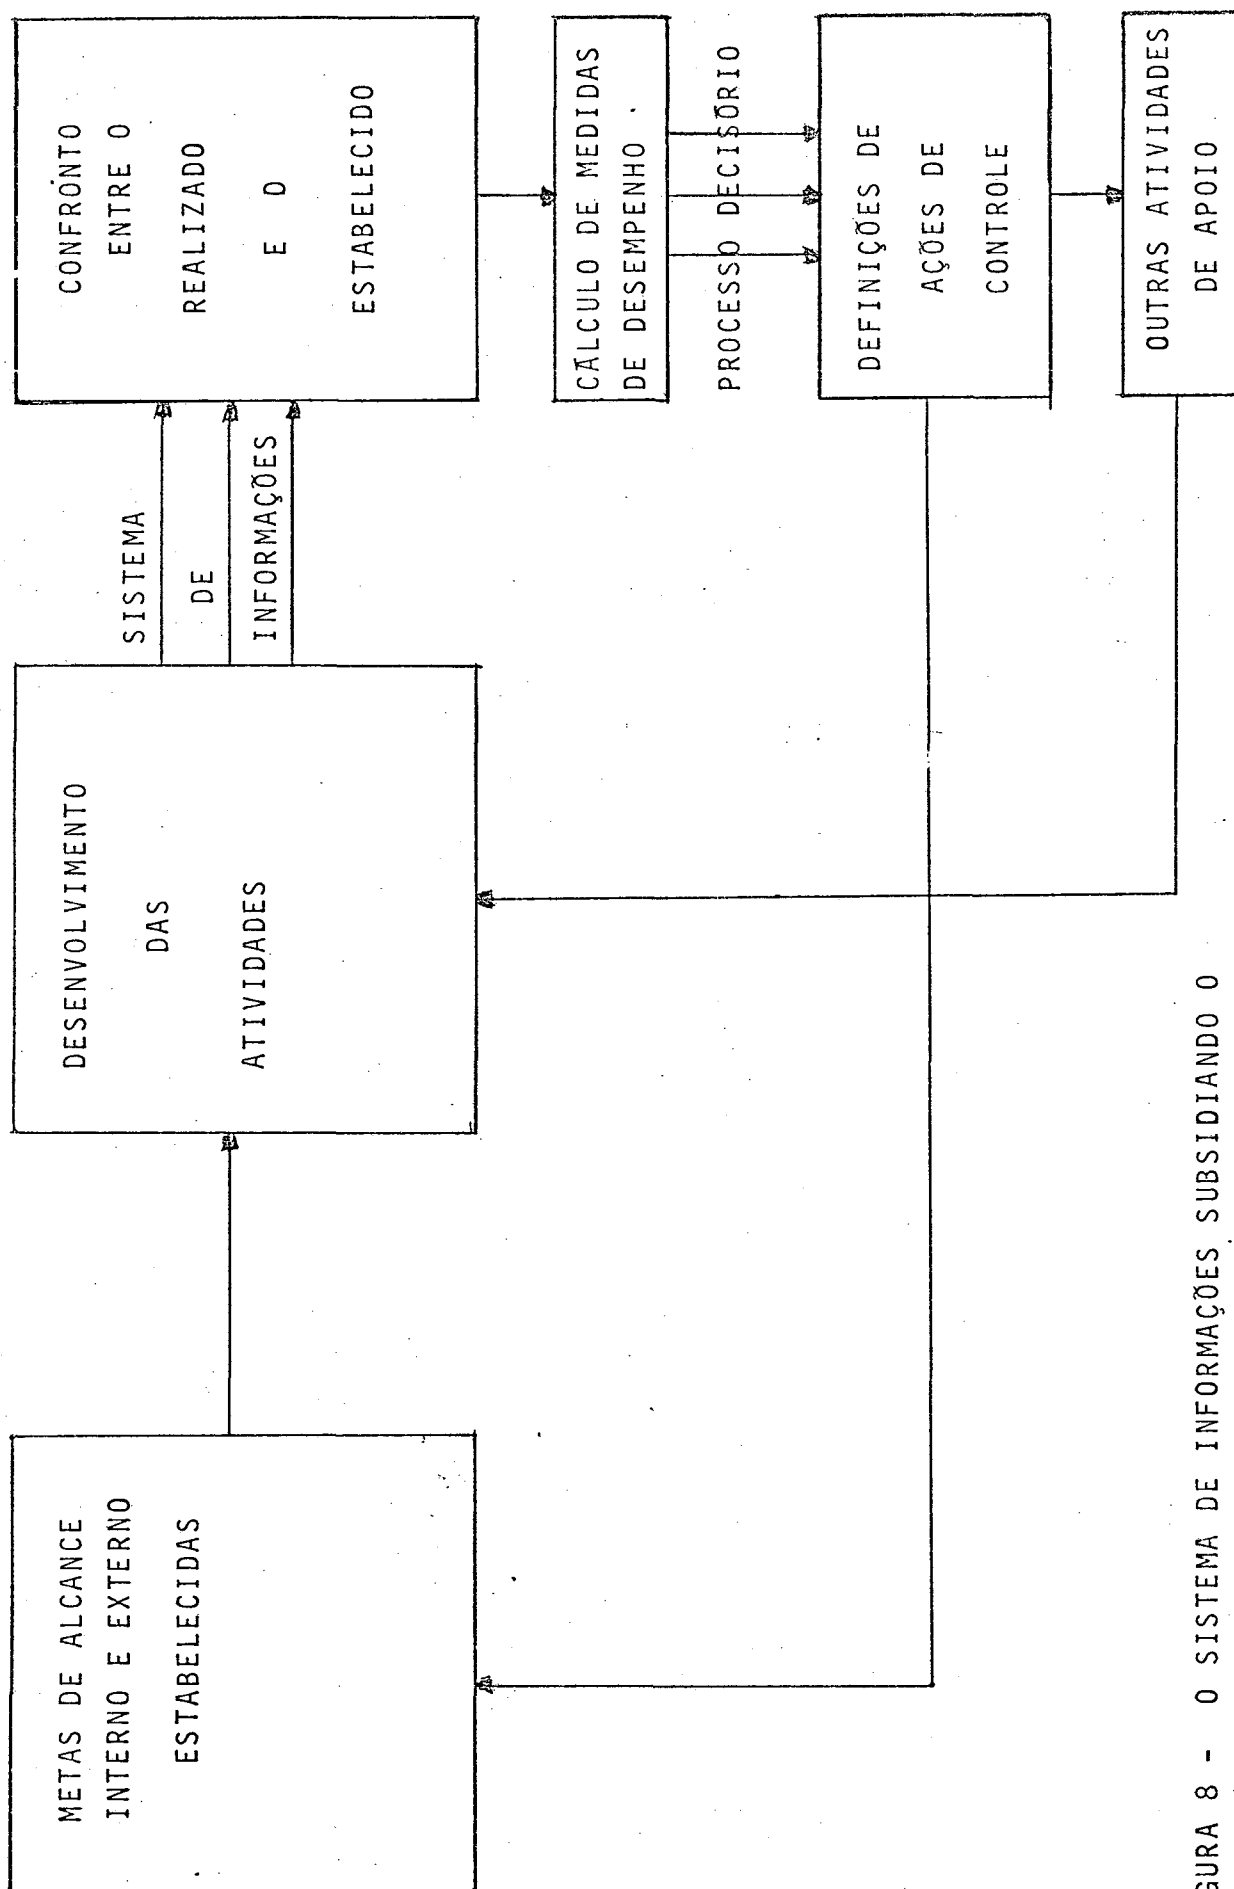 METAS DE ALCANCE
INTERNO E EXTERNO
ESTABELECIDAS
DESENVOLVIMENTO
DAS
ATIVIDADES
SISTEMA
DE
INFORMAÇÕES
CONFRONTO
ENTRE O
REALIZADO
E D
ESTABELECIDO
CÁLCULO DE MEDIDAS
DE DESEMPENHO
PROCESSO DECISÓRIO
DEFINIÇÕES DE
AÇÕES DE
CONTROLE
OUTRAS ATIVIDADES
DE APOIO
GURA 8 - O SISTEMA DE INFORMAÇÕES SUBSIDIANDO O